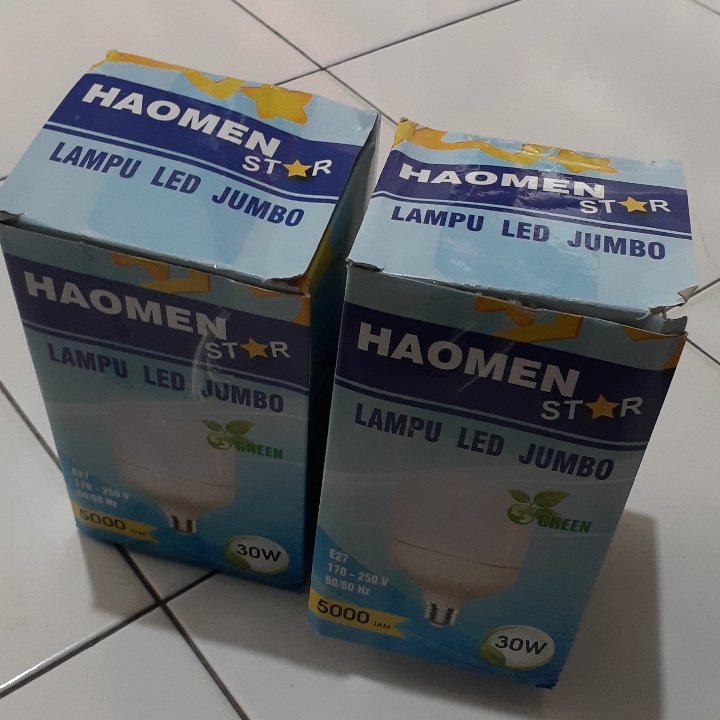 HAOMEN
STAR
LAMPU LED JUMBO
HAOMEN
STAR
LAMPU LED JUMBO
GREEN
E27
170 - 250 V
50/60 Hz
5000 JAM
30W
HAOMEN
STAR
LAMPU LED JUMBO
HAOMEN
STAR
LAMPU LED JUMBO
GREEN
E27
170 - 250 V
50/60 Hz
5000 JAM
30W